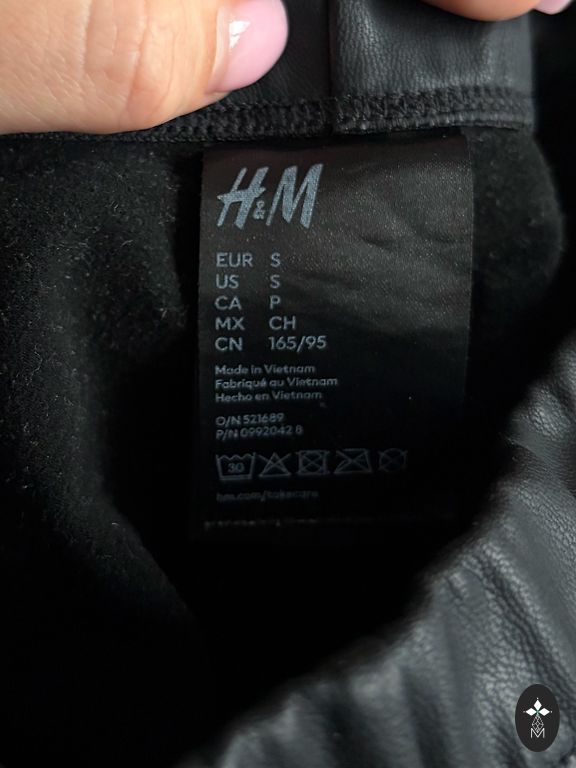 H&M
EUR S
US S
CA P
MX CH
CN 165/95
Made in Vietnam
Fabriqué au Vietnam
Hecho en Vietnam
O/N 521689
P/N 0992042 8
30
hm.com/takecare
M